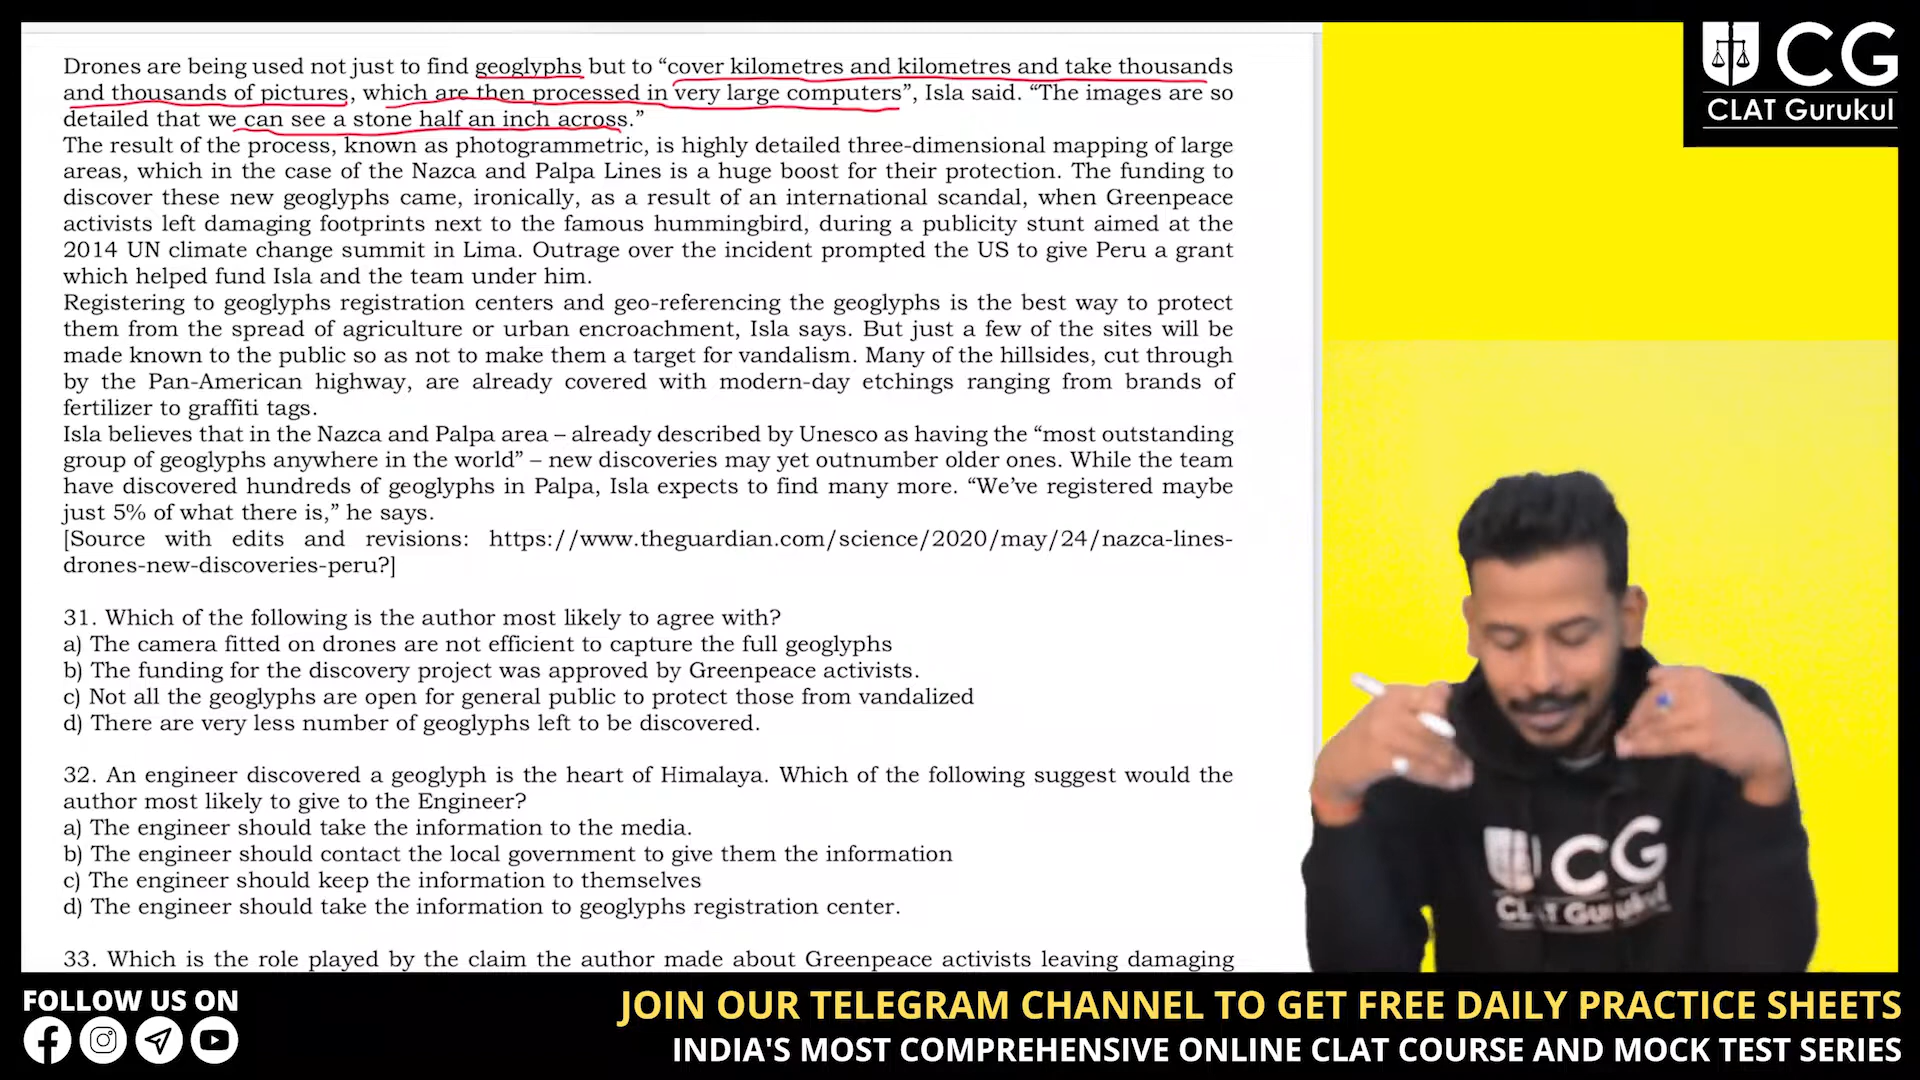 CG
CLAT Gurukul
Drones are being used not just to find geoglyphs but to “cover kilometres and kilometres and take thousands
and thousands of pictures, which are then processed in very large computers”, Isla said. “The images are so
detailed that we can see a stone half an inch across.”
The result of the process, known as photogrammetric, is highly detailed three-dimensional mapping of large
areas, which in the case of the Nazca and Palpa Lines is a huge boost for their protection. The funding to
discover these new geoglyphs came, ironically, as a result of an international scandal, when Greenpeace
activists left damaging footprints next to the famous hummingbird, during a publicity stunt aimed at the
2014 UN climate change summit in Lima. Outrage over the incident prompted the US to give Peru a grant
which helped fund Isla and the team under him.
Registering to geoglyphs registration centers and geo-referencing the geoglyphs is the best way to protect
them from the spread of agriculture or urban encroachment, Isla says. But just a few of the sites will be
made known to the public so as not to make them a target for vandalism. Many of the hillsides, cut through
by the Pan-American highway, are already covered with modern-day etchings ranging from brands of
fertilizer to graffiti tags.
Isla believes that in the Nazca and Palpa area – already described by Unesco as having the “most outstanding
group of geoglyphs anywhere in the world” – new discoveries may yet outnumber older ones. While the team
have discovered hundreds of geoglyphs in Palpa, Isla expects to find many more. “We’ve registered maybe
just 5% of what there is,” he says.
[Source with edits and revisions: https://www.theguardian.com/science/2020/may/24/nazca-lines-
drones-new-discoveries-peru?]
31. Which of the following is the author most likely to agree with?
a) The camera fitted on drones are not efficient to capture the full geoglyphs
b) The funding for the discovery project was approved by Greenpeace activists.
c) Not all the geoglyphs are open for general public to protect those from vandalized
d) There are very less number of geoglyphs left to be discovered.
32. An engineer discovered a geoglyph is the heart of Himalaya. Which of the following suggest would the
author most likely to give to the Engineer?
a) The engineer should take the information to the media.
b) The engineer should contact the local government to give them the information
c) The engineer should keep the information to themselves
d) The engineer should take the information to geoglyphs registration center.
33. Which is the role played by the claim the author made about Greenpeace activists leaving damaging
CG
CLAT Gurukul
FOLLOW US ON
JOIN OUR TELEGRAM CHANNEL TO GET FREE DAILY PRACTICE SHEETS
INDIA'S MOST COMPREHENSIVE ONLINE CLAT COURSE AND MOCK TEST SERIES